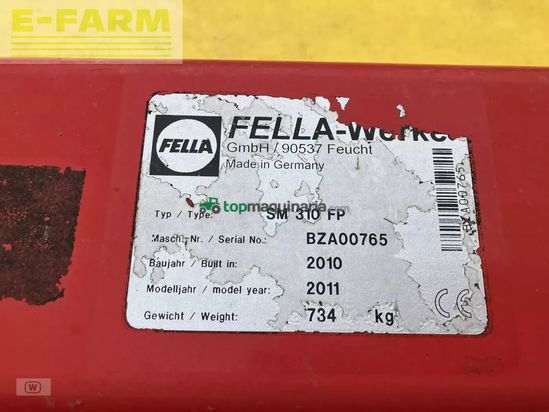 E-FARM
FELLA
FELLA-Werke
GmbH / 90537 Feucht
Made in Germany
topmaquinaria.com
Typ / Type: SM 310 FP
Masch. Nr. / Serial No.: BZA00765
Baujahr / Built in: 2010
Modelljahr / model year: 2011
Gewicht / Weight: 734 kg
BZA00765
CE
W